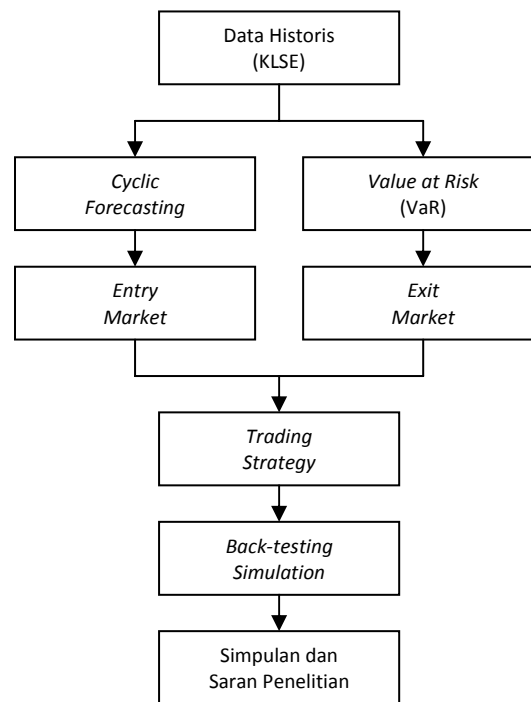 Data Historis
(KLSE)
Cyclic
Forecasting
Value at Risk
(VaR)
Entry
Market
Exit
Market
Trading
Strategy
Back-testing
Simulation
Simpulan dan
Saran Penelitian